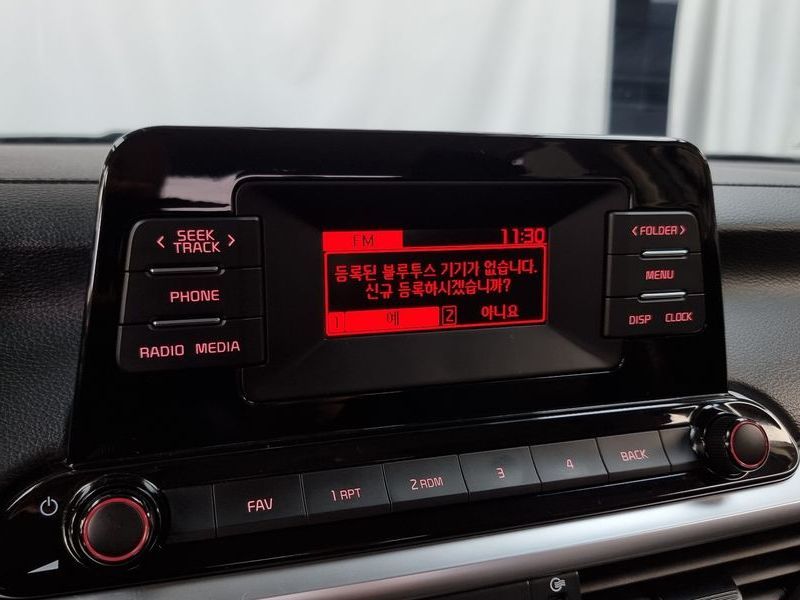 FM 11:30
등록된 블루투스 기기가 없습니다.
신규 등록하시겠습니까?
1 예 2 아니요
SEEK
TRACK
PHONE
RADIO MEDIA
FOLDER
MENU
DISP CLOCK
FAV 1 RPT 2 RDM 3 4 BACK